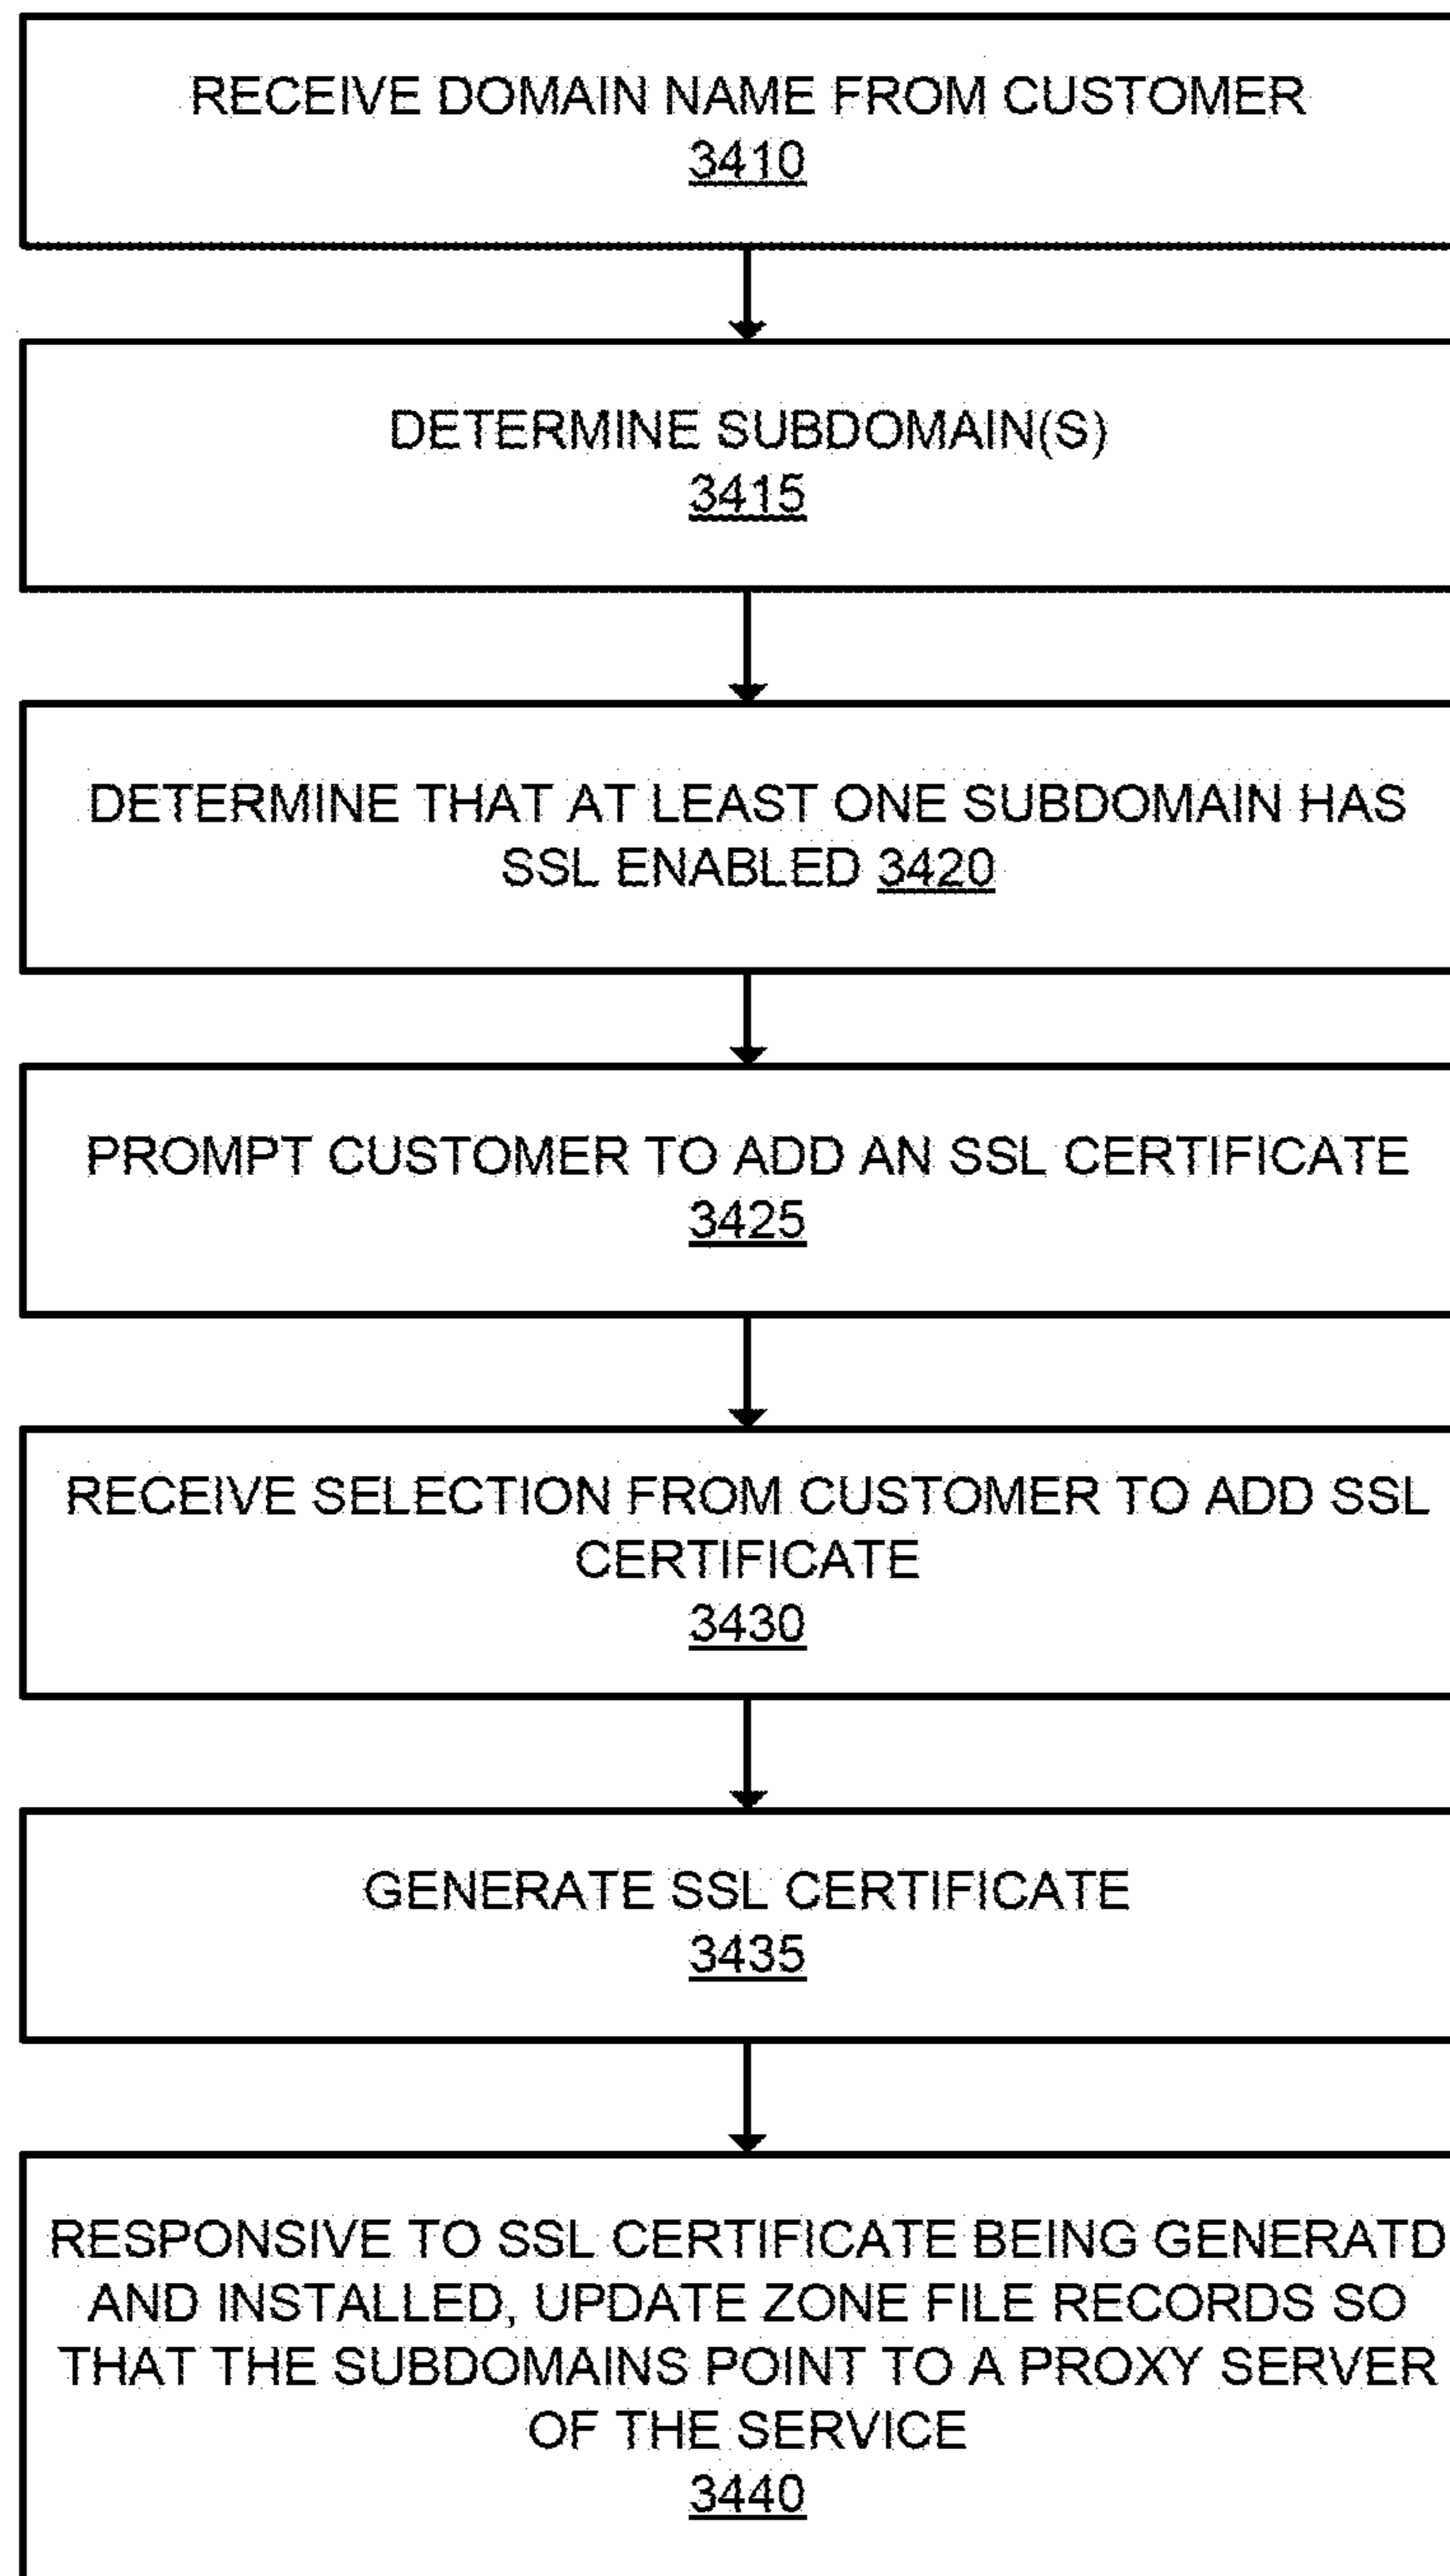 RECEIVE DOMAIN NAME FROM CUSTOMER
3410
DETERMINE SUBDOMAIN(S)
3415
DETERMINE THAT AT LEAST ONE SUBDOMAIN HAS
SSL ENABLED 3420
PROMPT CUSTOMER TO ADD AN SSL CERTIFICATE
3425
RECEIVE SELECTION FROM CUSTOMER TO ADD SSL
CERTIFICATE
3430
GENERATE SSL CERTIFICATE
3435
RESPONSIVE TO SSL CERTIFICATE BEING GENERATD
AND INSTALLED, UPDATE ZONE FILE RECORDS SO
THAT THE SUBDOMAINS POINT TO A PROXY SERVER
OF THE SERVICE
3440